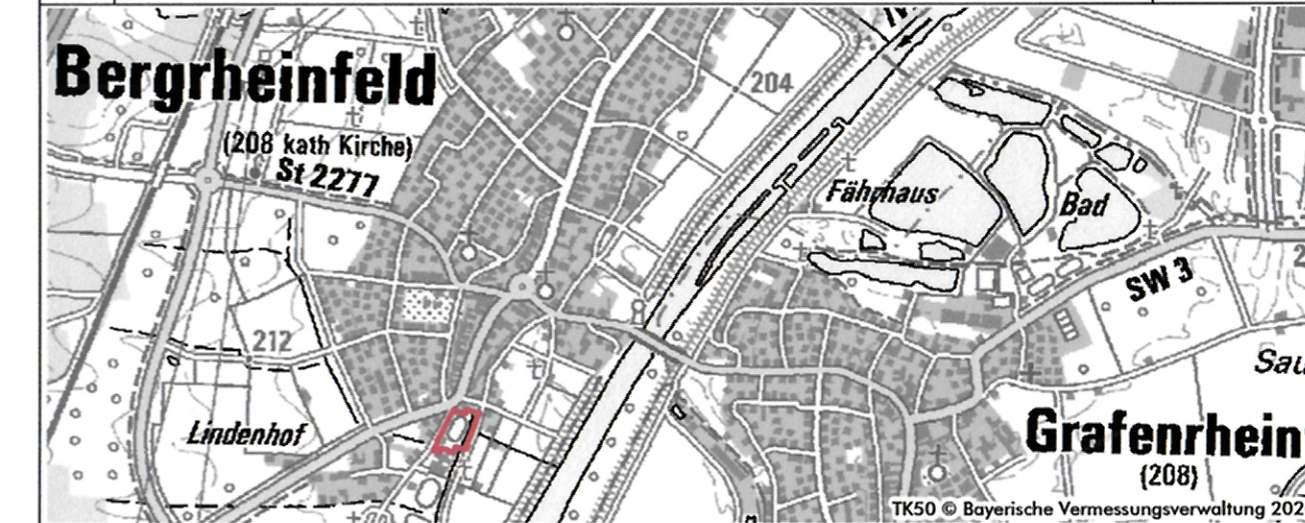 Bergrheinfeld
(208 kath Kirche)
St 2277
204
Fährhaus
Bad
SW 3
212
Lindenhof
Grafenrhein
(208)
TK50 © Bayerische Vermessungsverwaltung 202